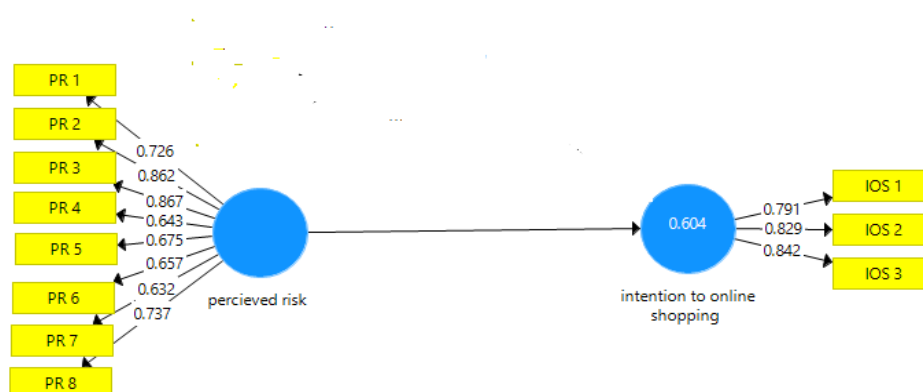 PR 1
PR 2
PR 3
PR 4
PR 5
PR 6
PR 7
PR 8
0.726
0.862
0.867
0.643
0.675
0.657
0.632
0.737
percieved risk
0.604
intention to online
shopping
0.791
0.829
0.842
IOS 1
IOS 2
IOS 3